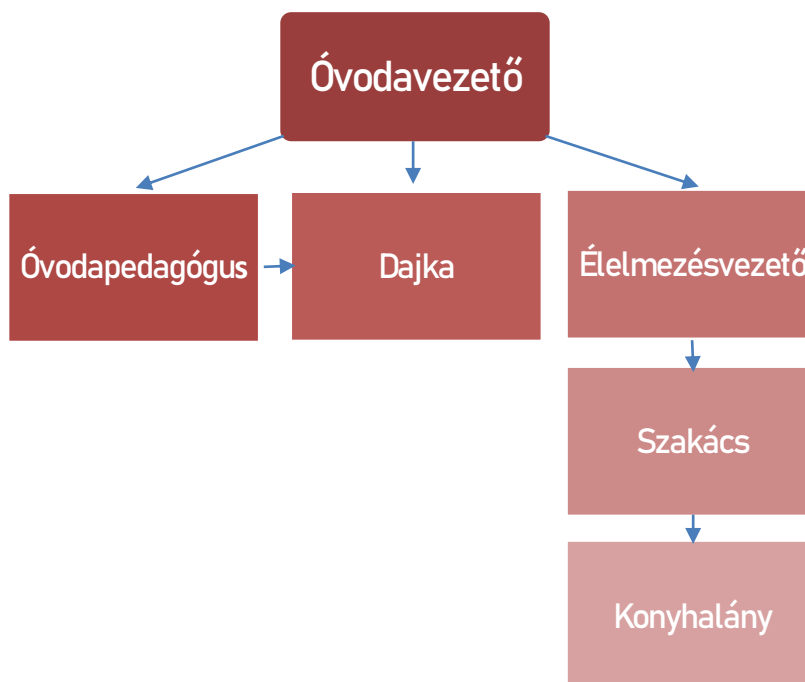 Óvodavezető
Óvodapedagógus
Dajka
Élelmezésvezető
Szakács
Konyhalány